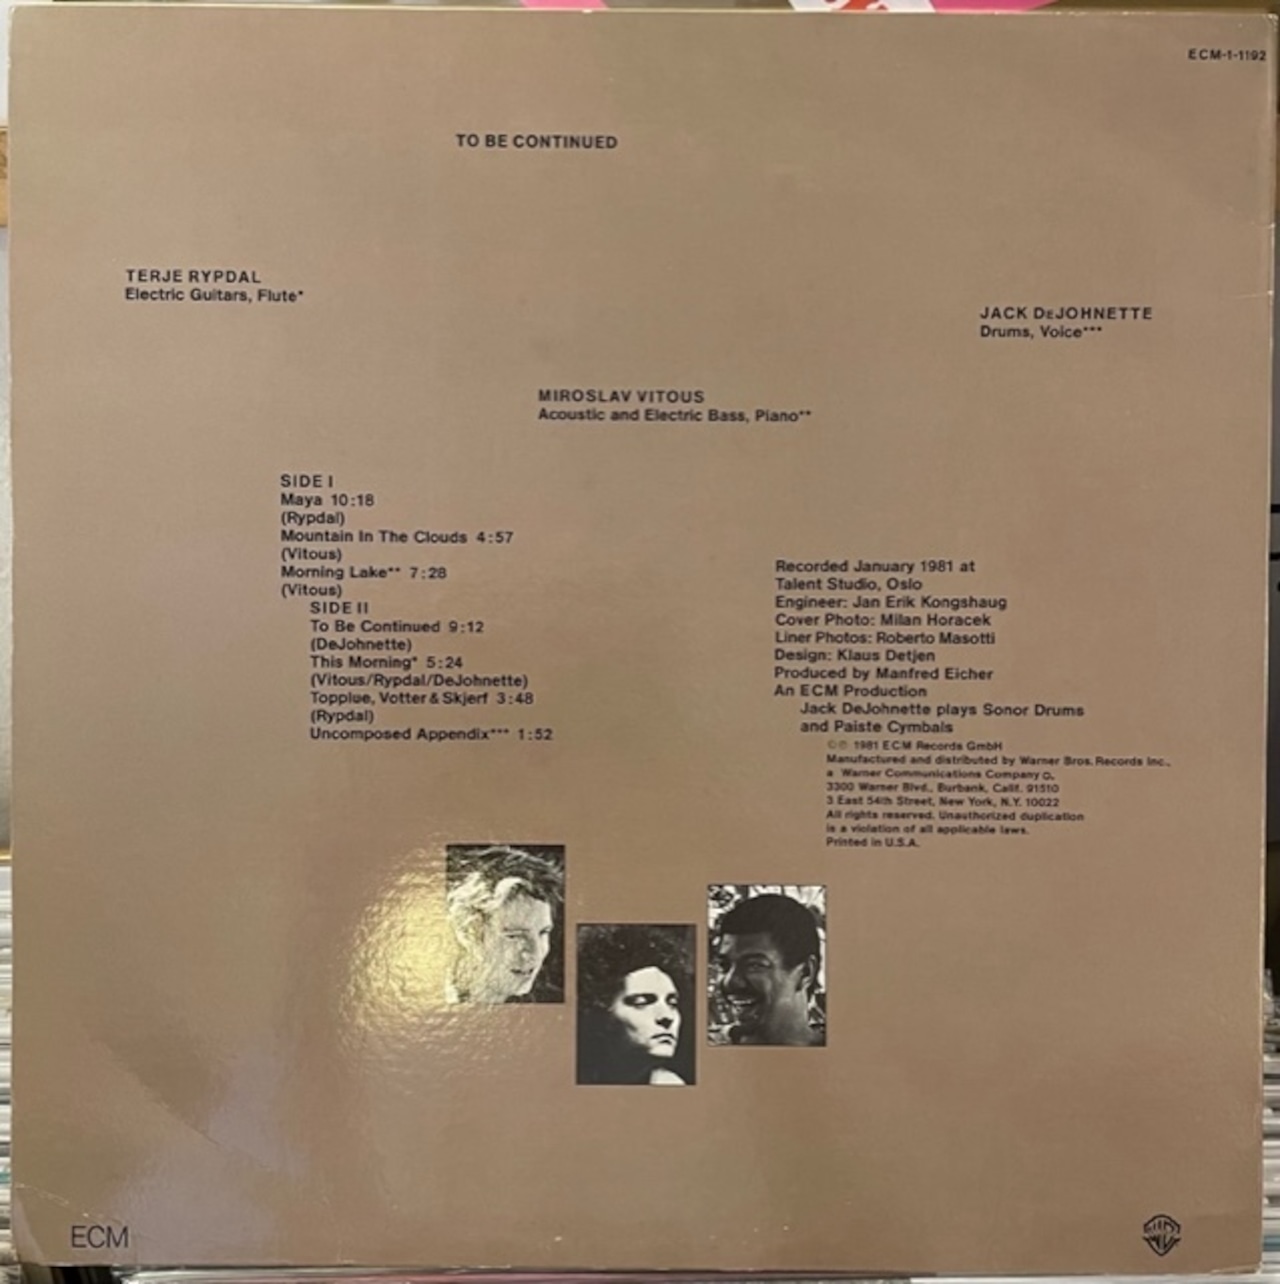 ECM-1-1192
TO BE CONTINUED
TERJE RYPDAL
Electric Guitars, Flute*
JACK DeJOHNETTE
Drums, Voice***
MIROSLAV VITOUS
Acoustic and Electric Bass, Piano**
SIDE I
Maya 10:18
(Rypdal)
Mountain In The Clouds 4:57
(Vitous)
Morning Lake** 7:28
(Vitous)
SIDE II
To Be Continued 9:12
(DeJohnette)
This Morning* 5:24
(Vitous/Rypdal/DeJohnette)
Topplue, Votter & Skjerf 3:48
(Rypdal)
Uncomposed Appendix*** 1:52
Recorded January 1981 at
Talent Studio, Oslo
Engineer: Jan Erik Kongshaug
Cover Photo: Milan Horacek
Liner Photos: Roberto Masotti
Design: Klaus Detjen
Produced by Manfred Eicher
An ECM Production
Jack DeJohnette plays Sonor Drums
and Paiste Cymbals
©℗ 1981 ECM Records GmbH
Manufactured and distributed by Warner Bros. Records Inc.,
a Warner Communications Company
3300 Warner Blvd., Burbank, Calif. 91510
3 East 54th Street, New York, N.Y. 10022
All rights reserved. Unauthorized duplication
is a violation of all applicable laws.
Printed in U.S.A.
ECM